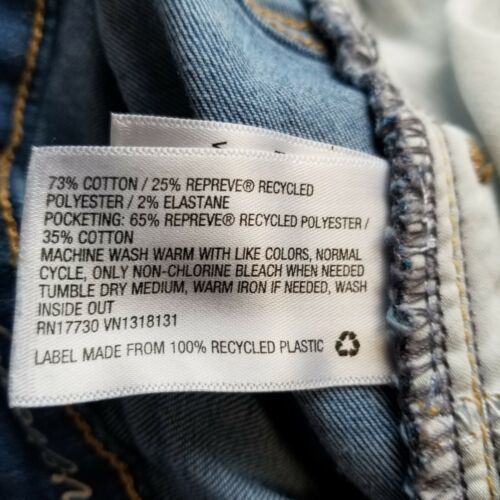 73% COTTON / 25% REPREVE® RECYCLED
POLYESTER / 2% ELASTANE
POCKETING: 65% REPREVE® RECYCLED POLYESTER /
35% COTTON
MACHINE WASH WARM WITH LIKE COLORS, NORMAL
CYCLE, ONLY NON-CHLORINE BLEACH WHEN NEEDED
TUMBLE DRY MEDIUM, WARM IRON IF NEEDED, WASH
INSIDE OUT
RN17730 VN1318131
LABEL MADE FROM 100% RECYCLED PLASTIC